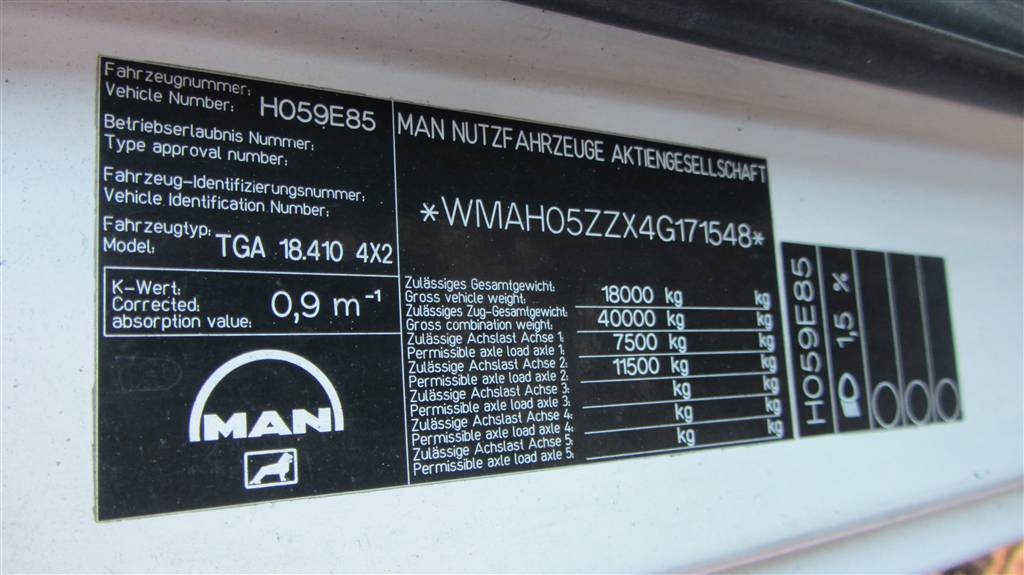 Fahrzeugnummer:
Vehicle Number: H059E85
Betriebserlaubnis Nummer:
Type approval number:
Fahrzeug-Identifizierungsnummer:
Vehicle Identification Number:
Fahrzeugtyp:
Model: TGA 18.410 4X2
K-Wert:
Corrected: 0,9 m⁻¹
absorption value:
MAN
MAN NUTZFAHRZEUGE AKTIENGESELLSCHAFT
*WMAH05ZZX4G171548*
Zulässiges Gesamtgewicht:
Gross vehicle weight: 18000 kg kg
Zulässiges Zug-Gesamtgewicht:
Gross combination weight: 40000 kg kg
Zulässige Achslast Achse 1:
Permissible axle load axle 1: 7500 kg kg
Zulässige Achslast Achse 2:
Permissible axle load axle 2: 11500 kg kg
Zulässige Achslast Achse 3:
Permissible axle load axle 3: kg kg
Zulässige Achslast Achse 4:
Permissible axle load axle 4: kg kg
Zulässige Achslast Achse 5:
Permissible axle load axle 5: kg kg
H059E85
1,5 %